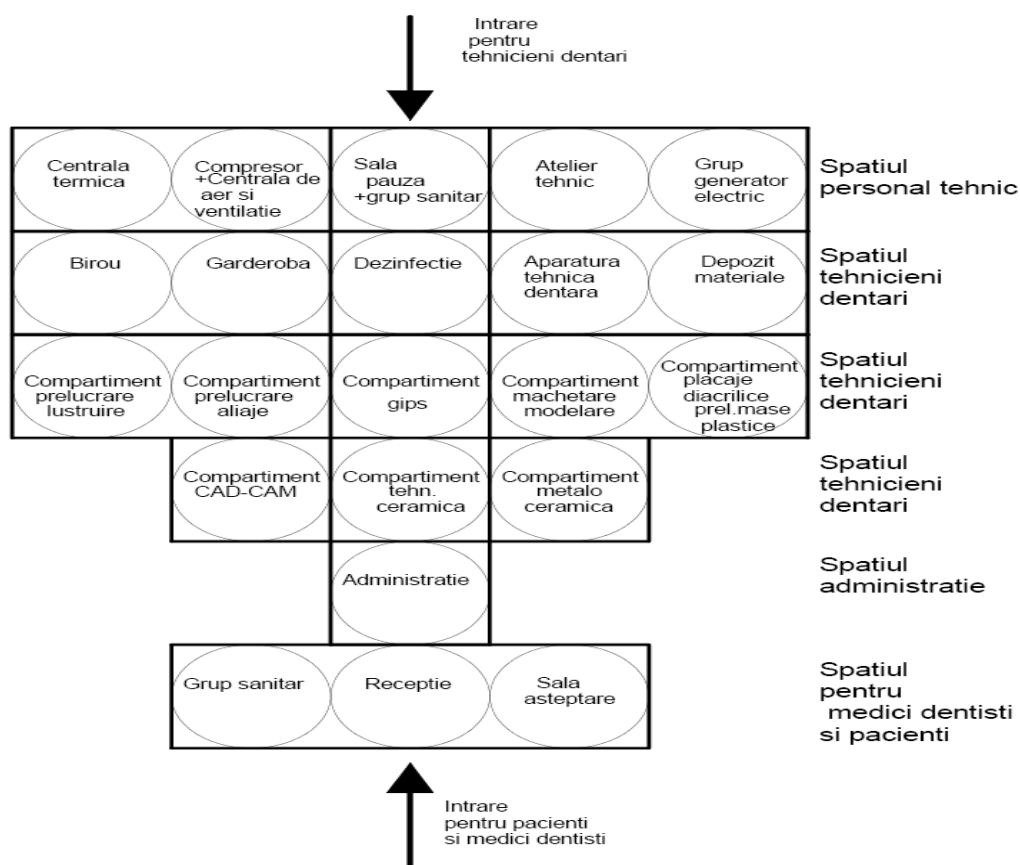 Intrare
pentru
tehnicieni dentari
Centrala
termica
Compresor
+Centrala de
aer si
ventilatie
Sala
pauza
+grup sanitar
Atelier
tehnic
Grup
generator
electric
Spatiul
personal tehnic
Birou
Garderoba
Dezinfectie
Aparatura
tehnica
dentara
Depozit
materiale
Spatiul
tehnicieni
dentari
Compartiment
prelucrare
lustruire
Compartiment
prelucrare
aliaje
Compartiment
gips
Compartiment
machetare
modelare
Compartiment
placaje
diacrilice
prel.mase
plastice
Spatiul
tehnicieni
dentari
Compartiment
CAD-CAM
Compartiment
tehn.
ceramica
Compartiment
metalo
ceramica
Spatiul
tehnicieni
dentari
Administratie
Spatiul
administratie
Grup sanitar
Receptie
Sala
asteptare
Spatiul
pentru
medici dentisti
si pacienti
Intrare
pentru pacienti
si medici dentisti